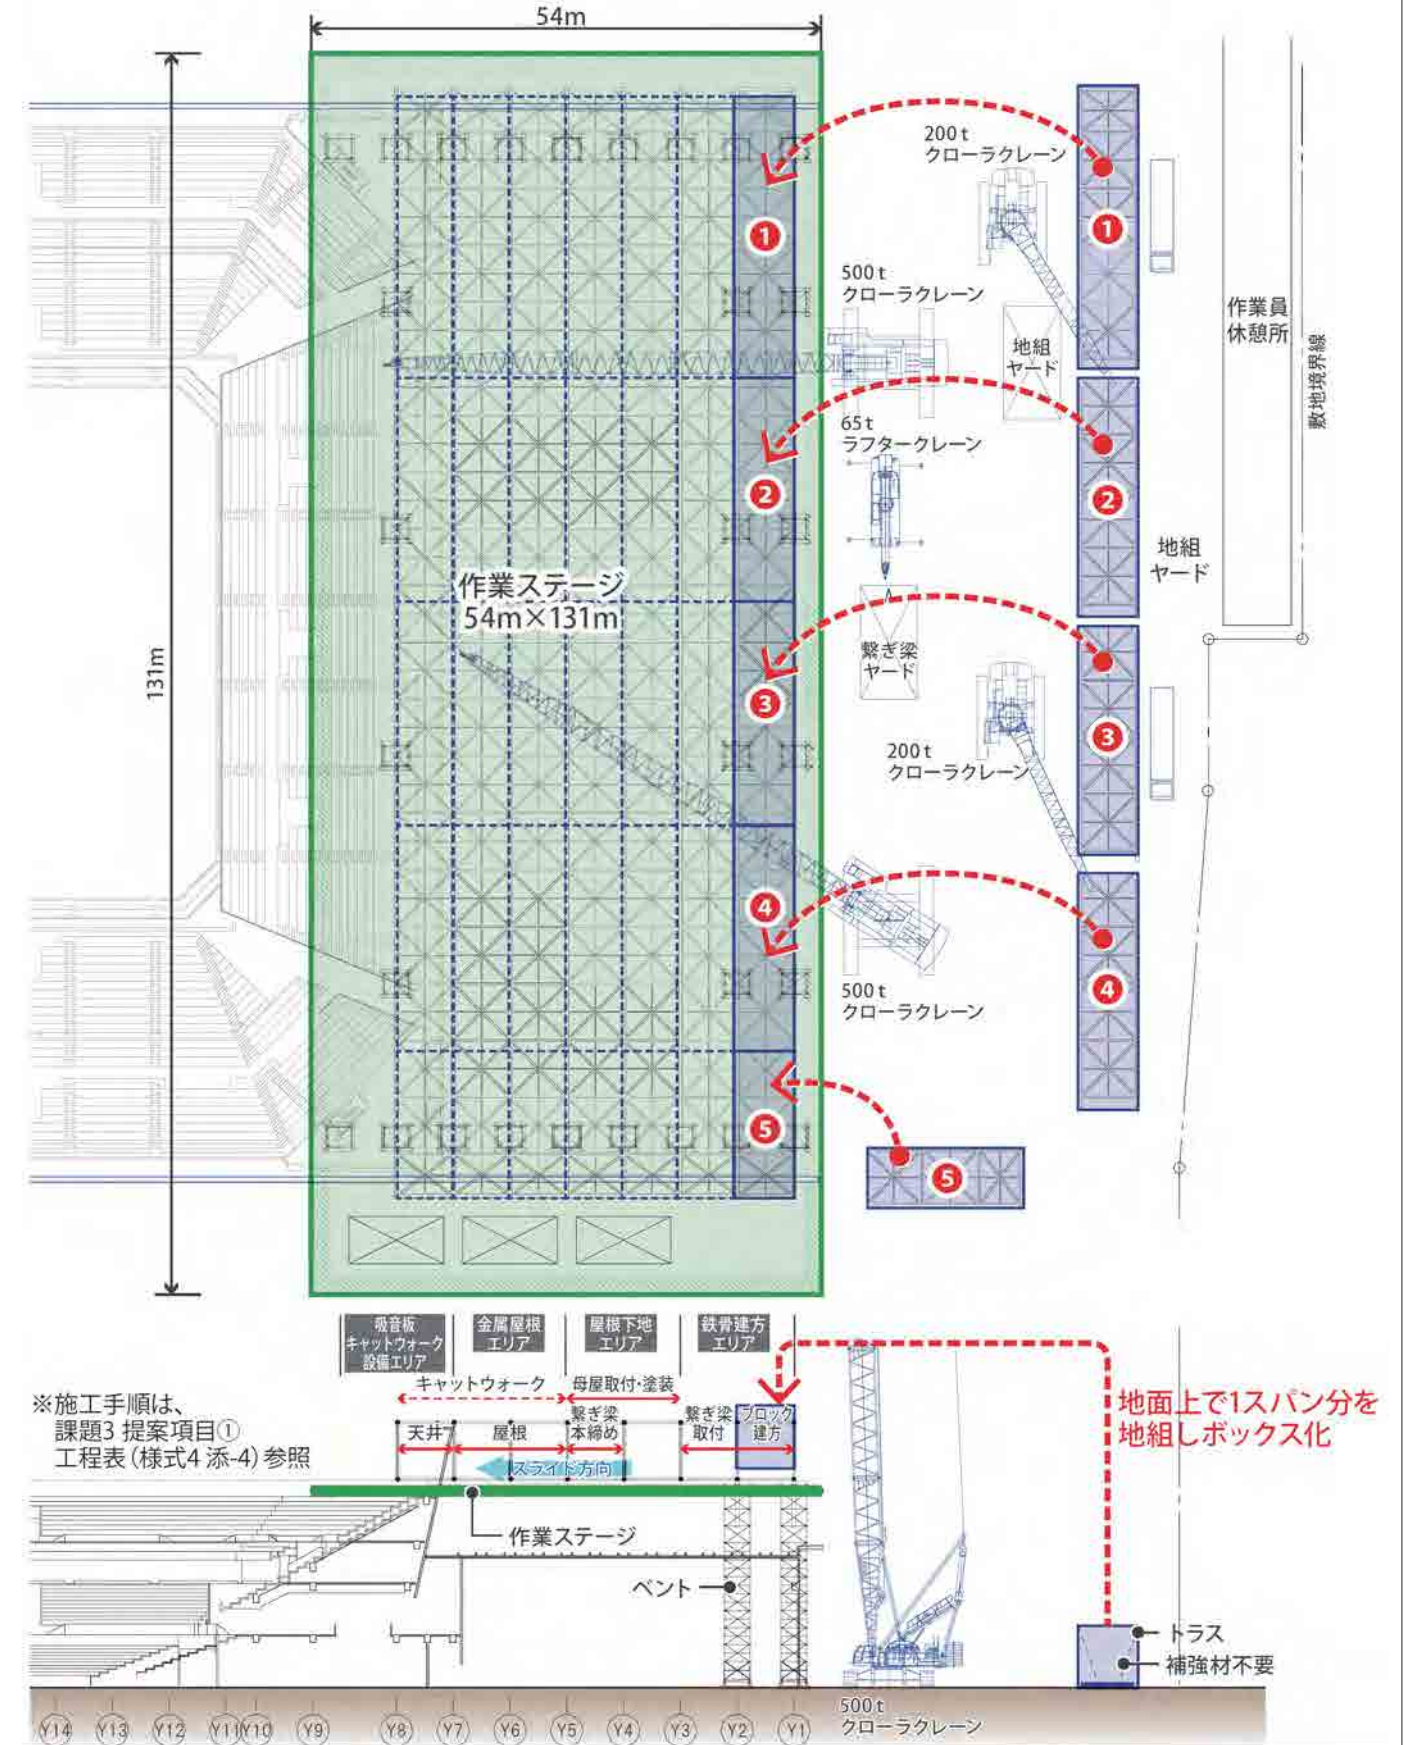 54m
131m
200t
クローラクレーン
1
1
500t
クローラクレーン
地組
ヤード
作業員
休憩所
敷地境界線
65t
ラフタークレーン
2
2
地組
ヤード
作業ステージ
54m×131m
繋ぎ梁
ヤード
3
3
200t
クローラクレーン
4
4
500t
クローラクレーン
5
5
吸音板
キャットウォーク
設備エリア
金属屋根
エリア
屋根下地
エリア
鉄骨建方
エリア
キャットウォーク
母屋取付・塗装
天井
屋根
繋ぎ梁
本締め
繋ぎ梁
取付
ブロック
建方
スライド方向
※施工手順は、
課題3 提案項目①
工程表(様式4 添-4)参照
地面上で1スパン分を
地組しボックス化
作業ステージ
ベント
トラス
補強材不要
500t
クローラクレーン
Y14
Y13
Y12
Y11
Y10
Y9
Y8
Y7
Y6
Y5
Y4
Y3
Y2
Y1